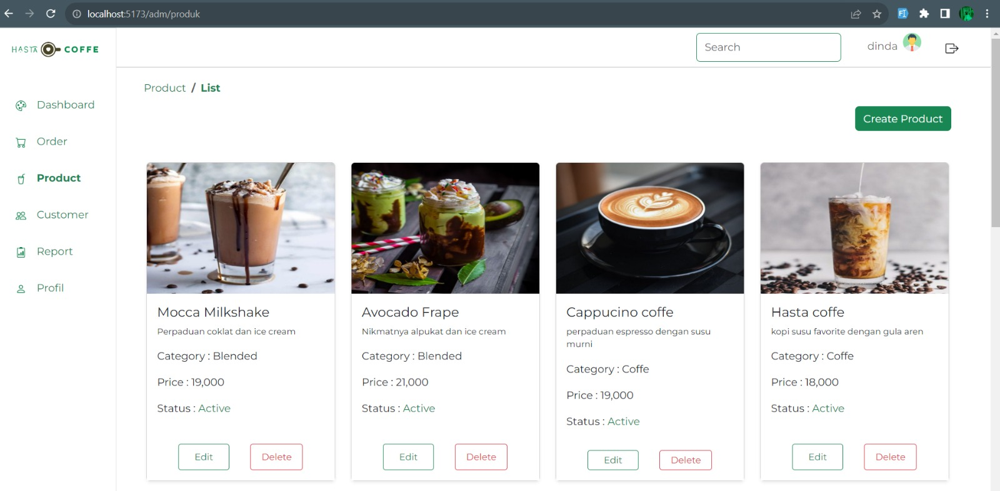 localhost:5173/adm/produk
HASTA COFFE
Search
dinda
Dashboard
Order
Product
Customer
Report
Profil
Product / List
Create Product
Mocca Milkshake
Perpaduan coklat dan ice cream
Category : Blended
Price : 19,000
Status : Active
Edit
Delete
Avocado Frape
Nikmatnya alpukat dan ice cream
Category : Blended
Price : 21,000
Status : Active
Edit
Delete
Cappucino coffe
perpaduan espresso dengan susu
murni
Category : Coffe
Price : 19,000
Status : Active
Edit
Delete
Hasta coffe
kopi susu favorite dengan gula aren
Category : Coffe
Price : 18,000
Status : Active
Edit
Delete